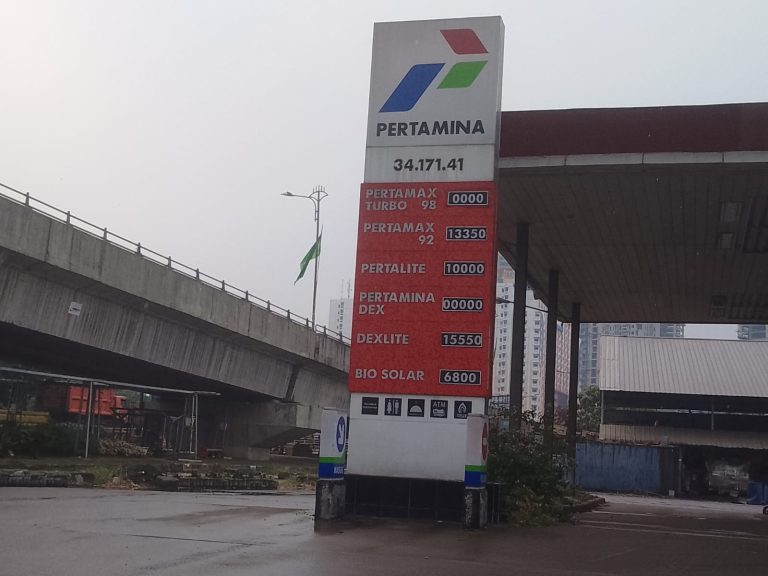 PERTAMINA
34.171.41
PERTAMAX
TURBO 98 0000
PERTAMAX
92 13350
PERTALITE 10000
PERTAMINA
DEX 00000
DEXLITE 15550
BIO SOLAR 6800
ATM